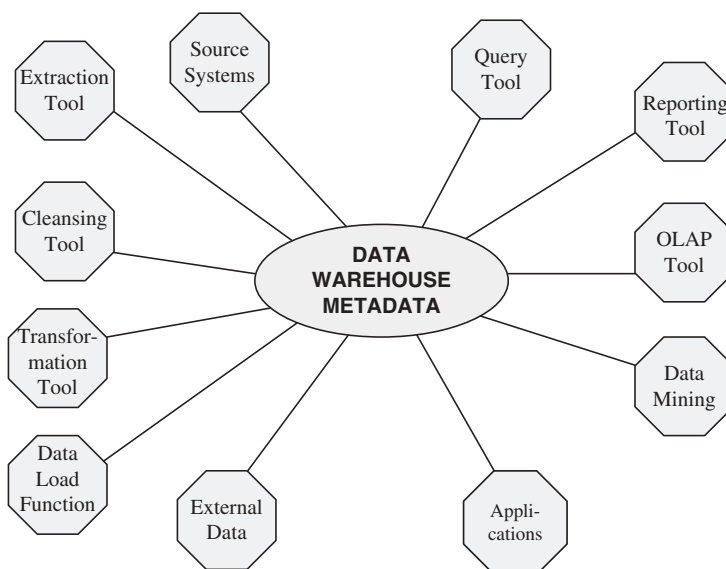 Source
Systems
Query
Tool
Extraction
Tool
Reporting
Tool
Cleansing
Tool
DATA
WAREHOUSE
METADATA
OLAP
Tool
Transfor-
mation
Tool
Data
Mining
Data
Load
Function
External
Data
Appli-
cations